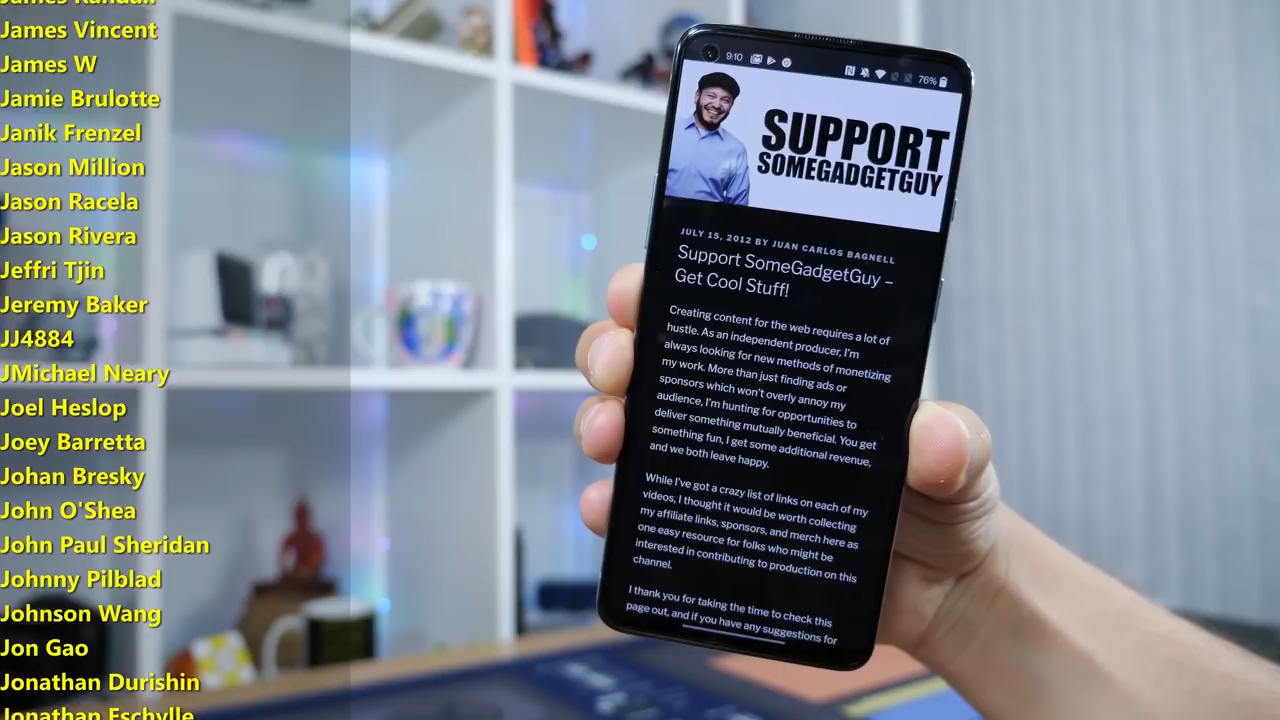 James Randall
James Vincent
James W
Jamie Brulotte
Janik Frenzel
Jason Million
Jason Racela
Jason Rivera
Jeffri Tjin
Jeremy Baker
JJ4884
JMichael Neary
Joel Heslop
Joey Barretta
Johan Bresky
John O'Shea
John Paul Sheridan
Johnny Pilblad
Johnson Wang
Jon Gao
Jonathan Durishin
Jonathan Eschylle
9:10
76%
SUPPORT
SOMEGADGETGUY
JULY 15, 2012 BY JUAN CARLOS BAGNELL
Support SomeGadgetGuy –
Get Cool Stuff!
Creating content for the web requires a lot of
hustle. As an independent producer, I'm
always looking for new methods of monetizing
my work. More than just finding ads or
sponsors which won't overly annoy my
audience, I'm hunting for opportunities to
deliver something mutually beneficial. You get
something fun, I get some additional revenue,
and we both leave happy.
While I've got a crazy list of links on each of my
videos, I thought it would be worth collecting
my affiliate links, sponsors, and merch here as
one easy resource for folks who might be
interested in contributing to production on this
channel.
I thank you for taking the time to check this
page out, and if you have any suggestions for